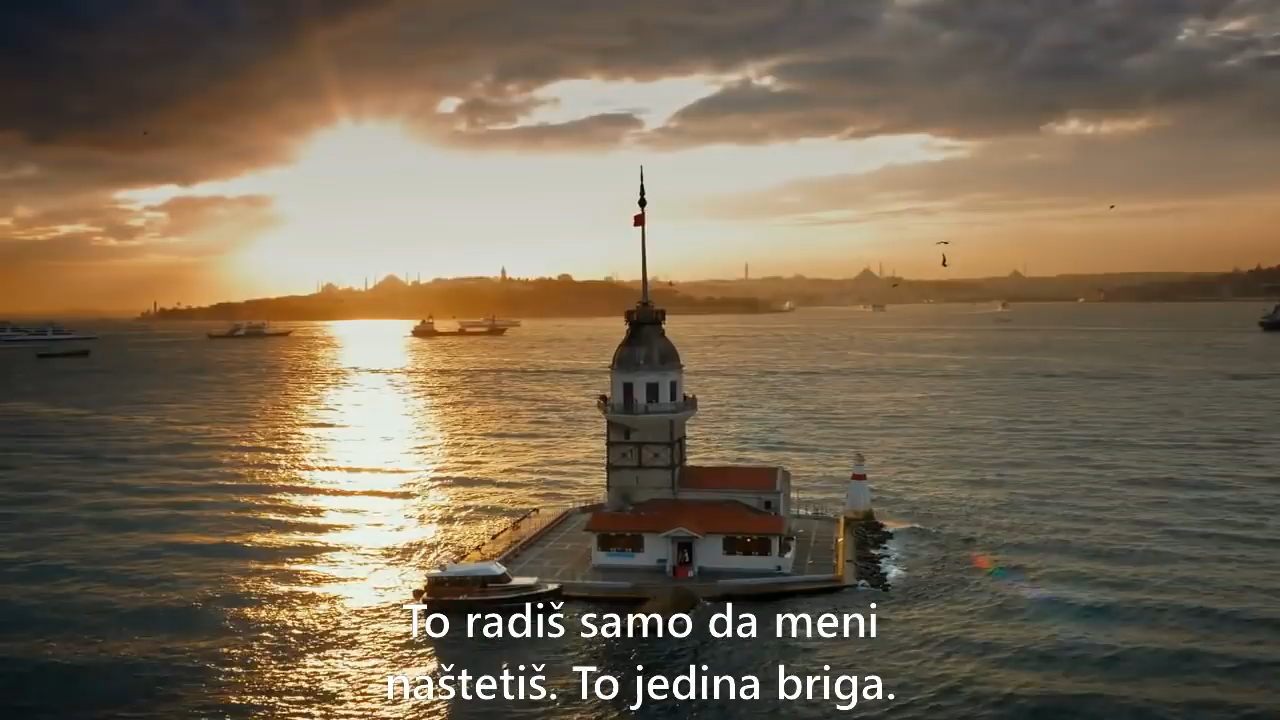 To radiš samo da meni
naštetiš. To jedina briga.